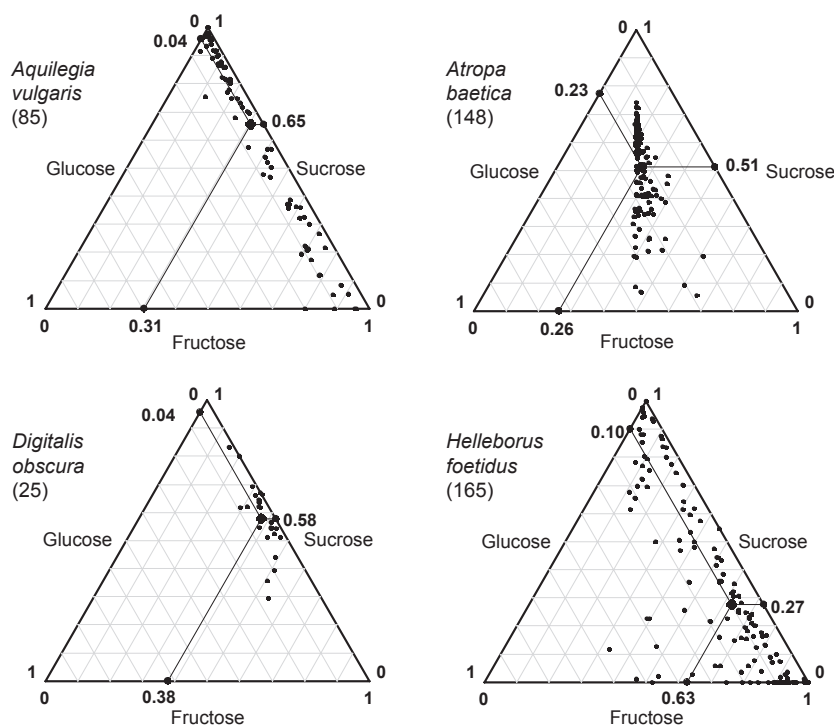 0 1
0.04
Aquilegia
vulgaris
(85)
0.65
Glucose
Sucrose
1
0
0
0.31
1
Fructose
0 1
Atropa
baetica
(148)
0.23
Glucose
0.51
Sucrose
1
0
0
0.26
1
Fructose
0 1
0.04
Digitalis
obscura
(25)
0.58
Glucose
Sucrose
1
0
0
0.38
1
Fructose
0 1
0.10
Helleborus
foetidus
(165)
Glucose
Sucrose
0.27
1
0
0
0.63
1
Fructose